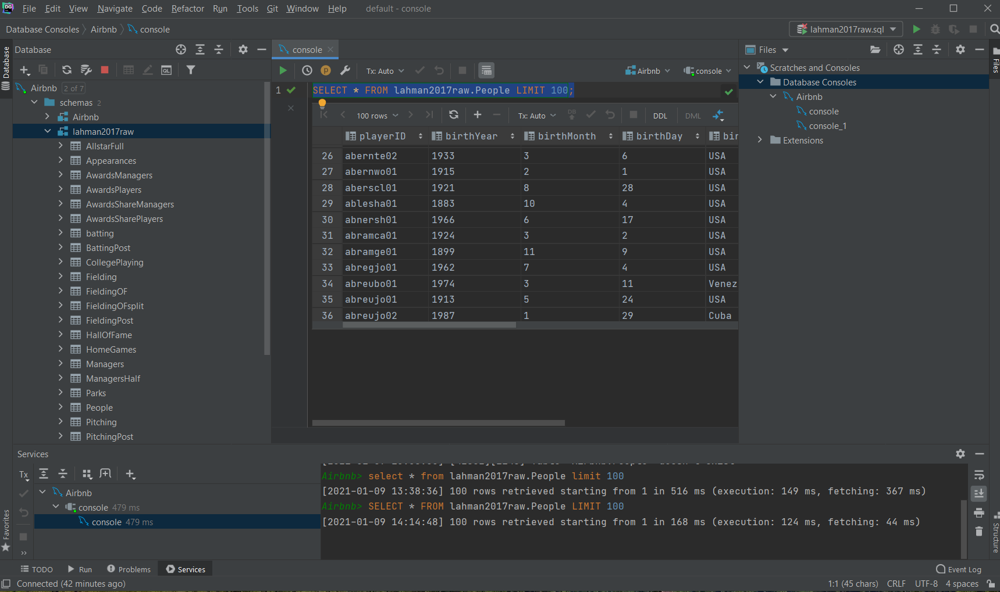 DG File Edit View Navigate Code Refactor Run Tools Git Window Help default - console
Database Consoles Airbnb console lahman2017raw.sql
Database
Database
Airbnb 2 of 7
schemas 2
Airbnb
lahman2017raw
AllstarFull
Appearances
AwardsManagers
AwardsPlayers
AwardsShareManagers
AwardsSharePlayers
batting
BattingPost
CollegePlaying
Fielding
FieldingOF
FieldingOFsplit
FieldingPost
HallOfFame
HomeGames
Managers
ManagersHalf
Parks
People
Pitching
PitchingPost
console
p Tx: Auto Airbnb console
1 SELECT * FROM lahman2017raw.People LIMIT 100;
100 rows Tx: Auto DB DDL DML
playerID birthYear birthMonth birthDay bir
26 abernte02 1933 3 6 USA
27 abernwo01 1915 2 1 USA
28 aberscl01 1921 8 28 USA
29 ablesha01 1883 10 4 USA
30 abnersh01 1966 6 17 USA
31 abramca01 1924 3 2 USA
32 abramge01 1899 11 9 USA
33 abregjo01 1962 7 4 USA
34 abreubo01 1974 3 11 Venez
35 abreujo01 1913 5 24 USA
36 abreujo02 1987 1 29 Cuba
Files
Scratches and Consoles
Database Consoles
Airbnb
console
console_1
Extensions
Files
QL
Services
Tx
Airbnb
console 479 ms
console 479 ms
Airbnb> select * from lahman2017raw.People limit 100
[2021-01-09 13:38:36] 100 rows retrieved starting from 1 in 516 ms (execution: 149 ms, fetching: 367 ms)
Airbnb> SELECT * FROM lahman2017raw.People LIMIT 100
[2021-01-09 14:14:48] 100 rows retrieved starting from 1 in 168 ms (execution: 124 ms, fetching: 44 ms)
Favorites
Structure
TODO Run Problems Services Event Log
Connected (42 minutes ago) 1:1 (45 chars) CRLF UTF-8 4 spaces